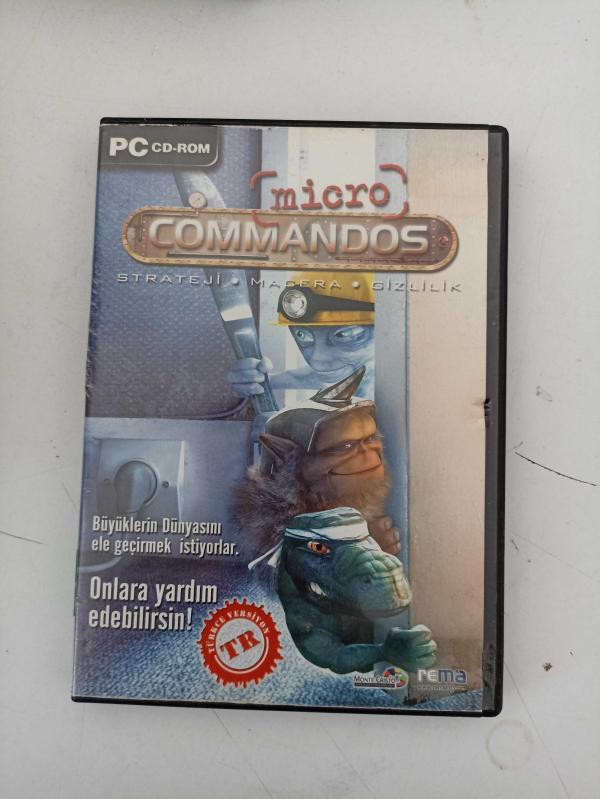 PC CD-ROM
micro
COMMANDOS
STRATEJİ • MACERA • GİZLİLİK
Büyüklerin Dünyasını
ele geçirmek istiyorlar.
Onlara yardım
edebilirsin!
TÜRKÇE VERSİYON
TR
MONTE CRISTO
rema